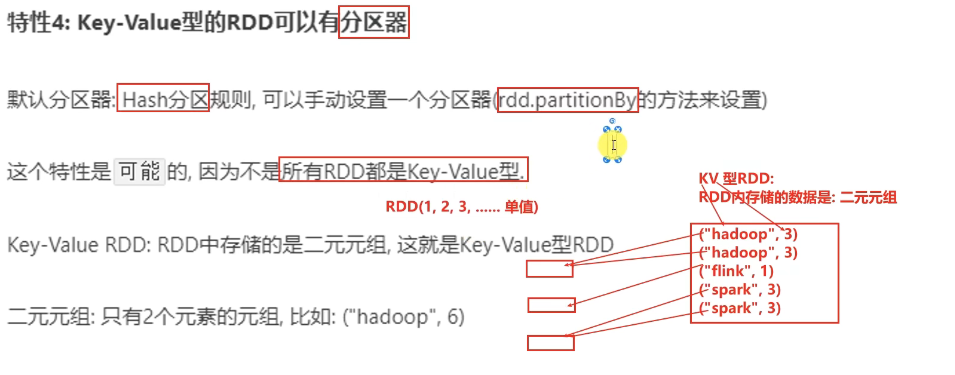 特性4: Key-Value型的RDD可以有分区器
默认分区器: Hash分区规则, 可以手动设置一个分区器(rdd.partitionBy的方法来设置)
这个特性是可能的, 因为不是所有RDD都是Key-Value型.
KV 型RDD:
RDD内存储的数据是: 二元元组
RDD(1, 2, 3, ...... 单值)
Key-Value RDD: RDD中存储的是二元元组, 这就是Key-Value型RDD
("hadoop", 3)
("hadoop", 3)
("flink", 1)
("spark", 3)
("spark", 3)
二元元组: 只有2个元素的元组, 比如: ("hadoop", 6)